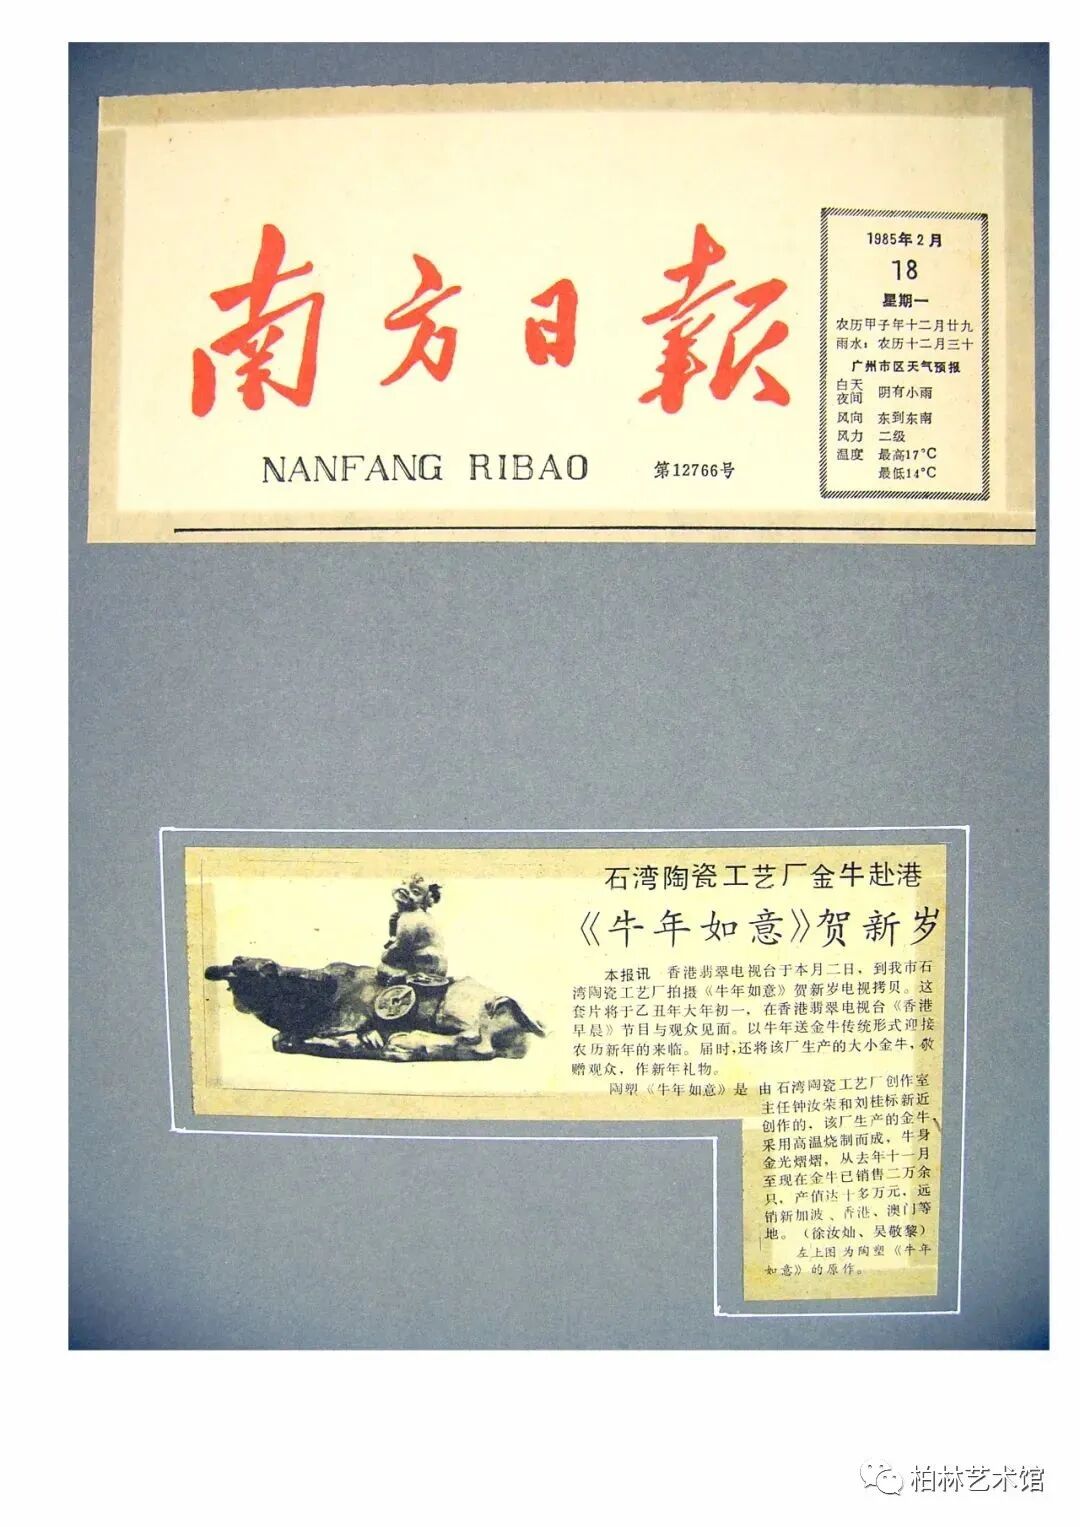 南方日報
NANFANG RIBAO
第12766号
1985年2月
18
星期一
农历甲子年十二月廿九
雨水：农历十二月三十
广州市区天气预报
白天
夜间 阴有小雨
风向 东到东南
风力 二级
温度 最高17℃
最低14℃
石湾陶瓷工艺厂金牛赴港
《牛年如意》贺新岁
本报讯 香港翡翠电视台于本月二日，到我市石
湾陶瓷工艺厂拍摄《牛年如意》贺新岁电视拷贝。这
套片将于乙丑年大年初一，在香港翡翠电视台《香港
早晨》节目与观众见面。以牛年送金牛传统形式迎接
农历新年的来临。届时，还将该厂生产的大小金牛，敬
赠观众，作新年礼物。
陶塑《牛年如意》是由石湾陶瓷工艺厂创作室
主任钟汝荣和刘桂标新近
创作的，该厂生产的金牛，
采用高温烧制而成，牛身
金光熠熠，从去年十一月
至现在金牛已销售二万余
只，产值达十多万元，远
销新加波、香港、澳门等
地。（徐汝灿、吴敬黎）
左上图为陶塑《牛年
如意》的原作。
柏林艺术馆